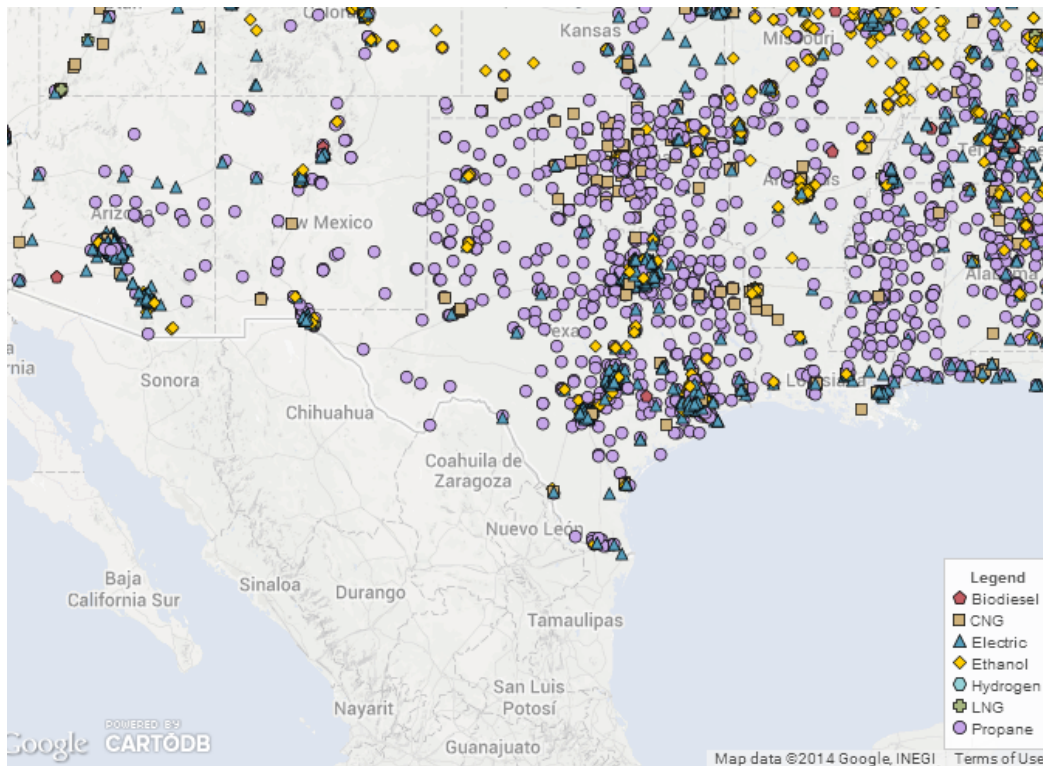 Kansas
Missouri
Arizona
w Mexico
Coahuila de
Zaragoza
Sonora
Chihuahua
Nuevo León
Baja
California Sur
Sinaloa
Durango
Tamaulipas
San Luis
Potosí
Nayarit
Guanajuato
Legend
Biodiesel
CNG
Electric
Ethanol
Hydrogen
LNG
Propane
Google
POWERED BY
CARTODB
Map data ©2014 Google, INEGI
Terms of Use